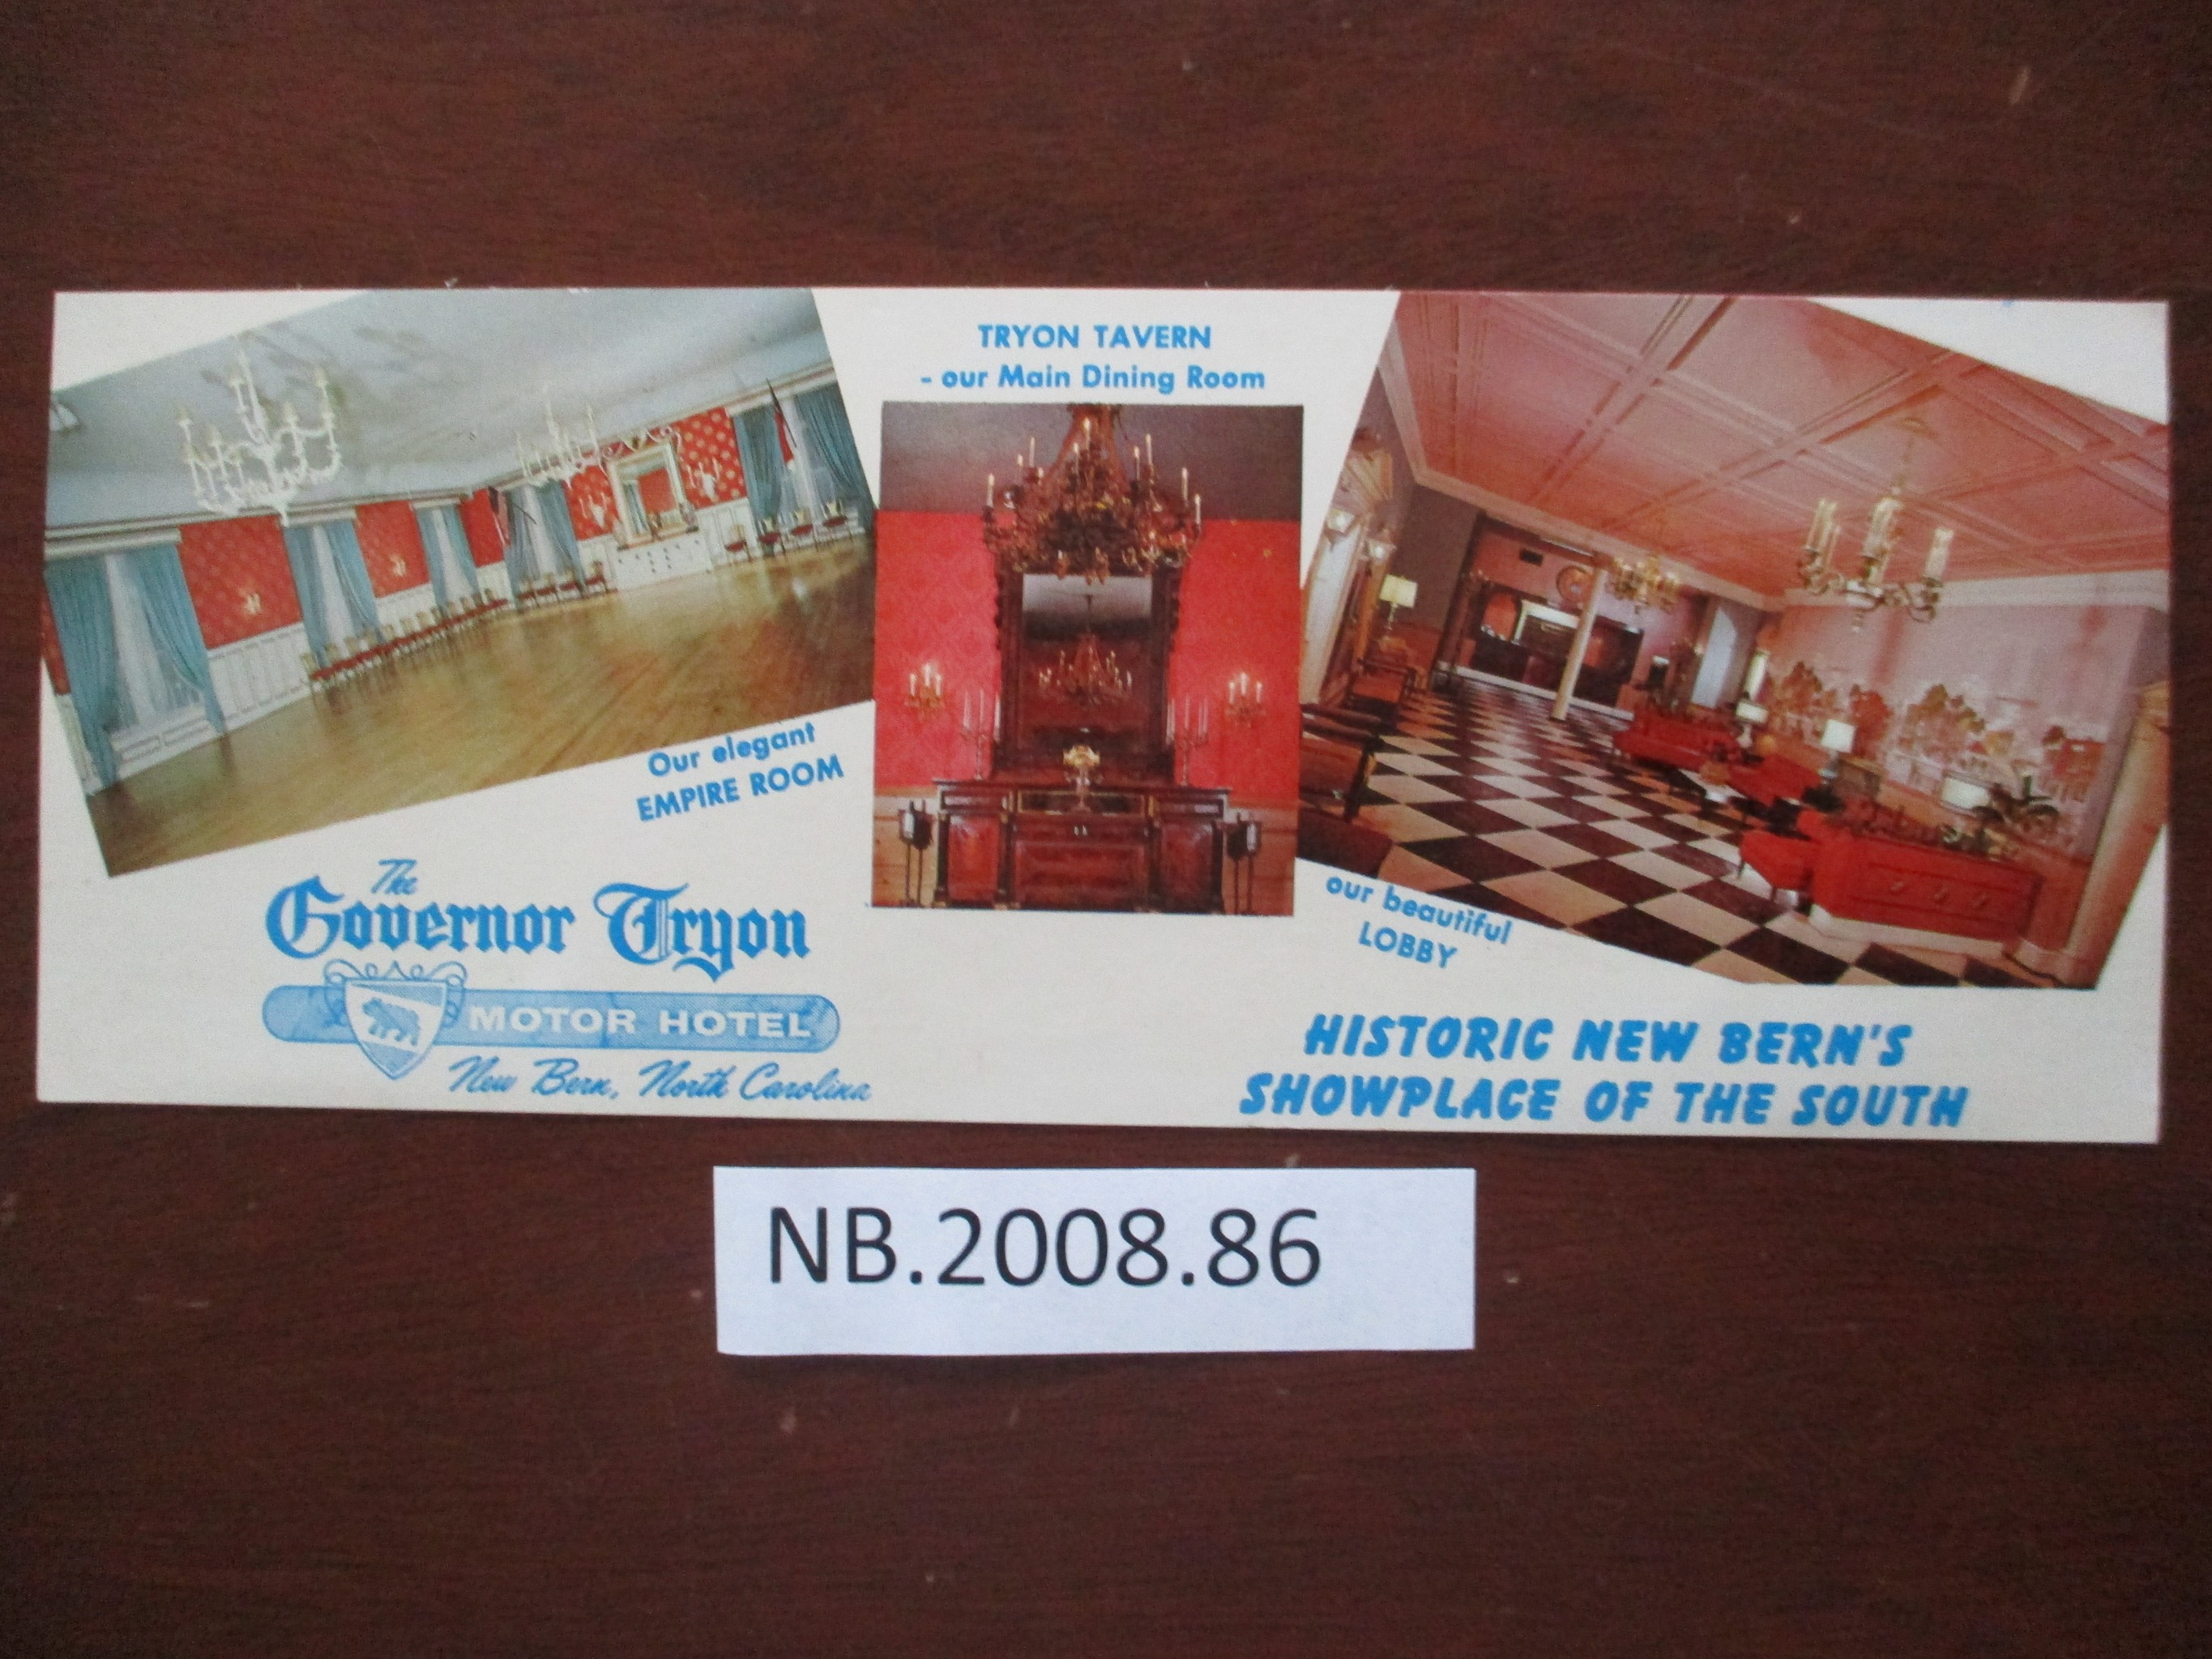 TRYON TAVERN
- our Main Dining Room
Our elegant
EMPIRE ROOM
our beautiful
LOBBY
The
Governor Tryon
MOTOR HOTEL
New Bern, North Carolina
HISTORIC NEW BERN'S
SHOWPLACE OF THE SOUTH
NB.2008.86